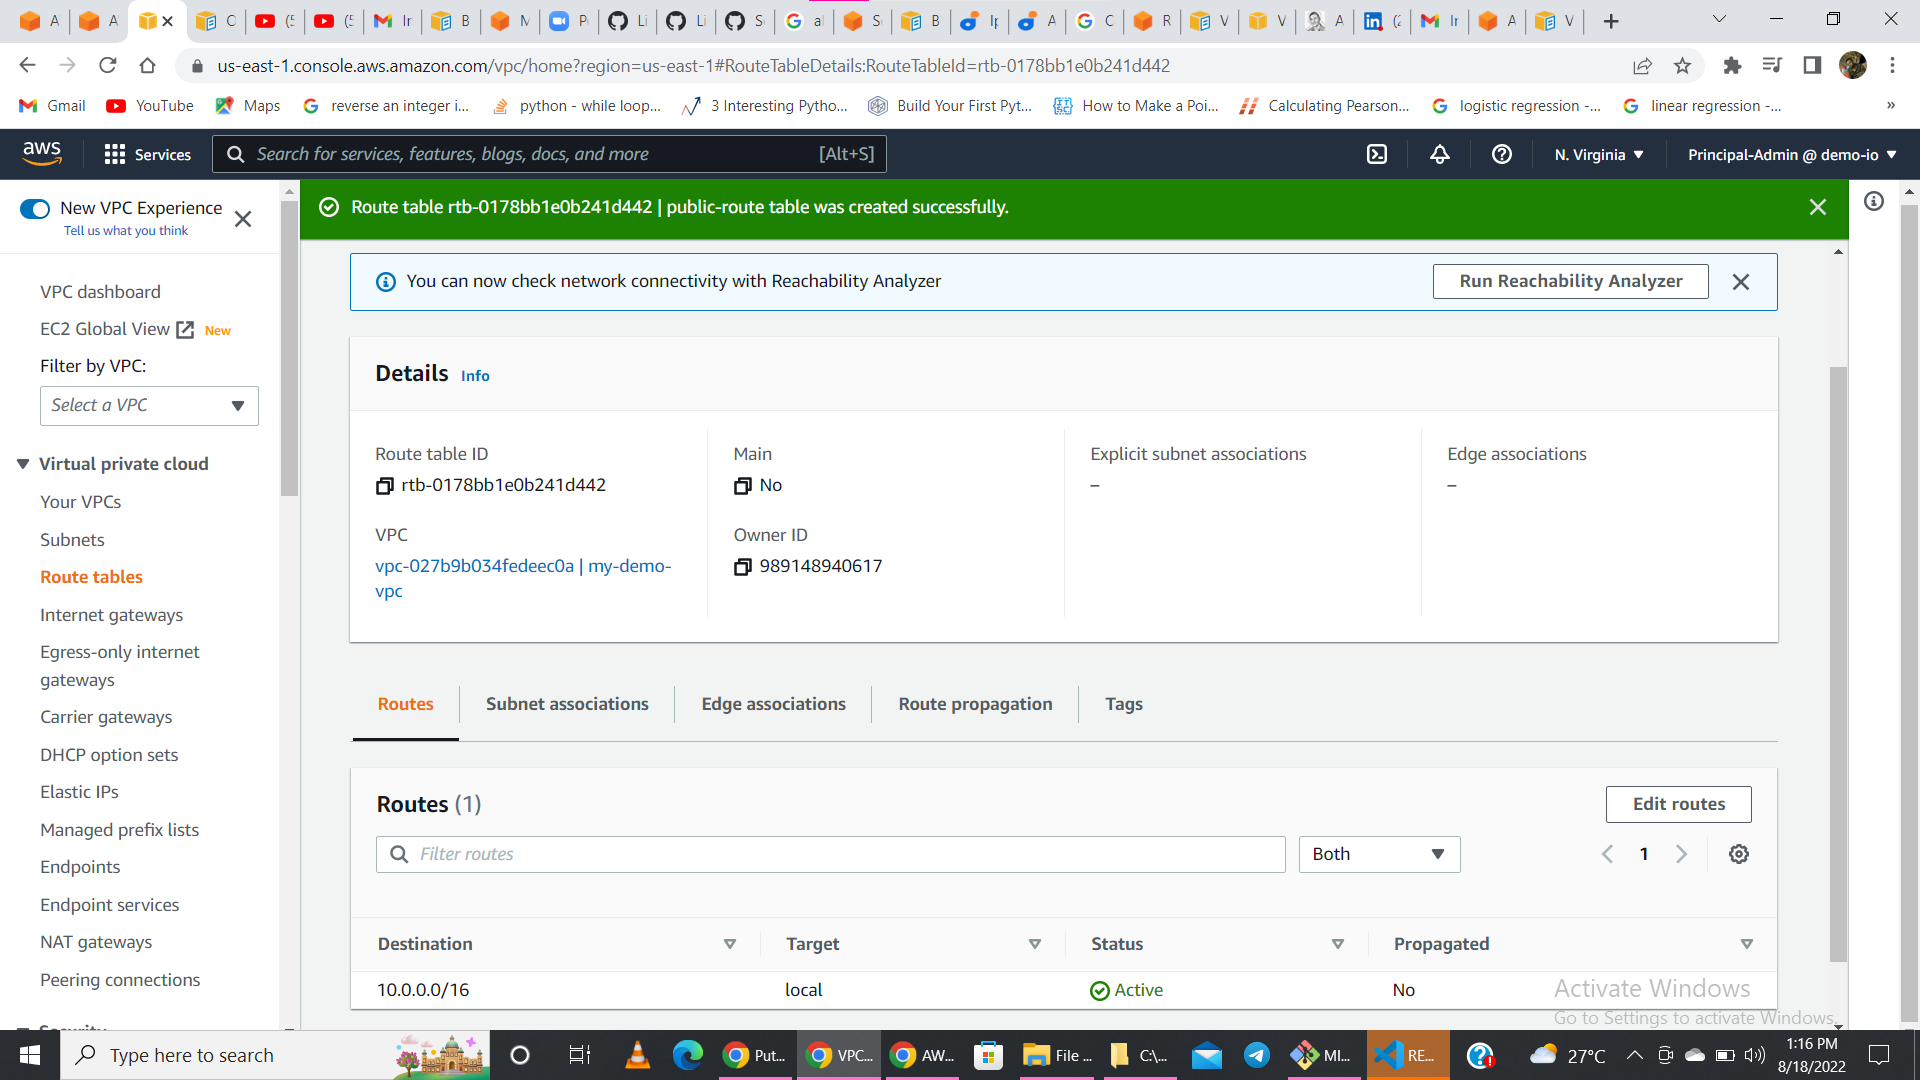 A
A
C
(5
(5
Ir
B
M
P
Li
Li
S
al
S
B
Ip
A
C
R
V
V
A
(2
Ir
A
V
us-east-1.console.aws.amazon.com/vpc/home?region=us-east-1#RouteTableDetails:RouteTableId=rtb-0178bb1e0b241d442
Gmail
YouTube
Maps
reverse an integer i...
python - while loop...
3 Interesting Pytho...
Build Your First Pyt...
How to Make a Poi...
Calculating Pearson...
logistic regression -...
linear regression -...
»
aws
Services
Search for services, features, blogs, docs, and more
[Alt+S]
N. Virginia
Principal-Admin @ demo-io
New VPC Experience
Tell us what you think
Route table rtb-0178bb1e0b241d442 | public-route table was created successfully.
You can now check network connectivity with Reachability Analyzer
Run Reachability Analyzer
VPC dashboard
EC2 Global View
New
Filter by VPC:
Select a VPC
Virtual private cloud
Your VPCs
Subnets
Route tables
Internet gateways
Egress-only internet
gateways
Carrier gateways
DHCP option sets
Elastic IPs
Managed prefix lists
Endpoints
Endpoint services
NAT gateways
Peering connections
Security
Details
Info
Route table ID
rtb-0178bb1e0b241d442
Main
No
Explicit subnet associations
–
Edge associations
–
VPC
vpc-027b9b034fedeec0a | my-demo-
vpc
Owner ID
989148940617
Routes
Subnet associations
Edge associations
Route propagation
Tags
Routes (1)
Edit routes
Filter routes
Both
1
Destination
Target
Status
Propagated
10.0.0.0/16
local
Active
No
Activate Windows
Go to Settings to activate Windows.
Type here to search
Put...
VPC...
AW...
File ...
C:\...
MI...
RE...
27°C
1:16 PM
8/18/2022